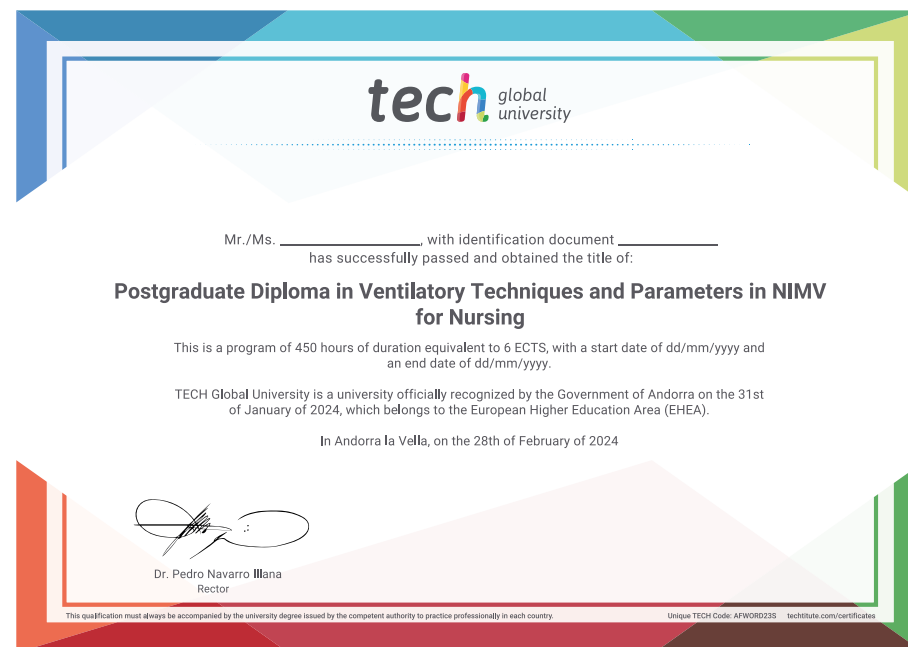 tech global
university
Mr./Ms. ____________, with identification document ____________
has successfully passed and obtained the title of:
Postgraduate Diploma in Ventilatory Techniques and Parameters in NIMV
for Nursing
This is a program of 450 hours of duration equivalent to 6 ECTS, with a start date of dd/mm/yyyy and
an end date of dd/mm/yyyy.
TECH Global University is a university officially recognized by the Government of Andorra on the 31st
of January of 2024, which belongs to the European Higher Education Area (EHEA).
In Andorra la Vella, on the 28th of February of 2024
Dr. Pedro Navarro Illana
Rector
This qualification must always be accompanied by the university degree issued by the competent authority to practice professionally in each country.
Unique TECH Code: AFWORD23S techtitute.com/certificates